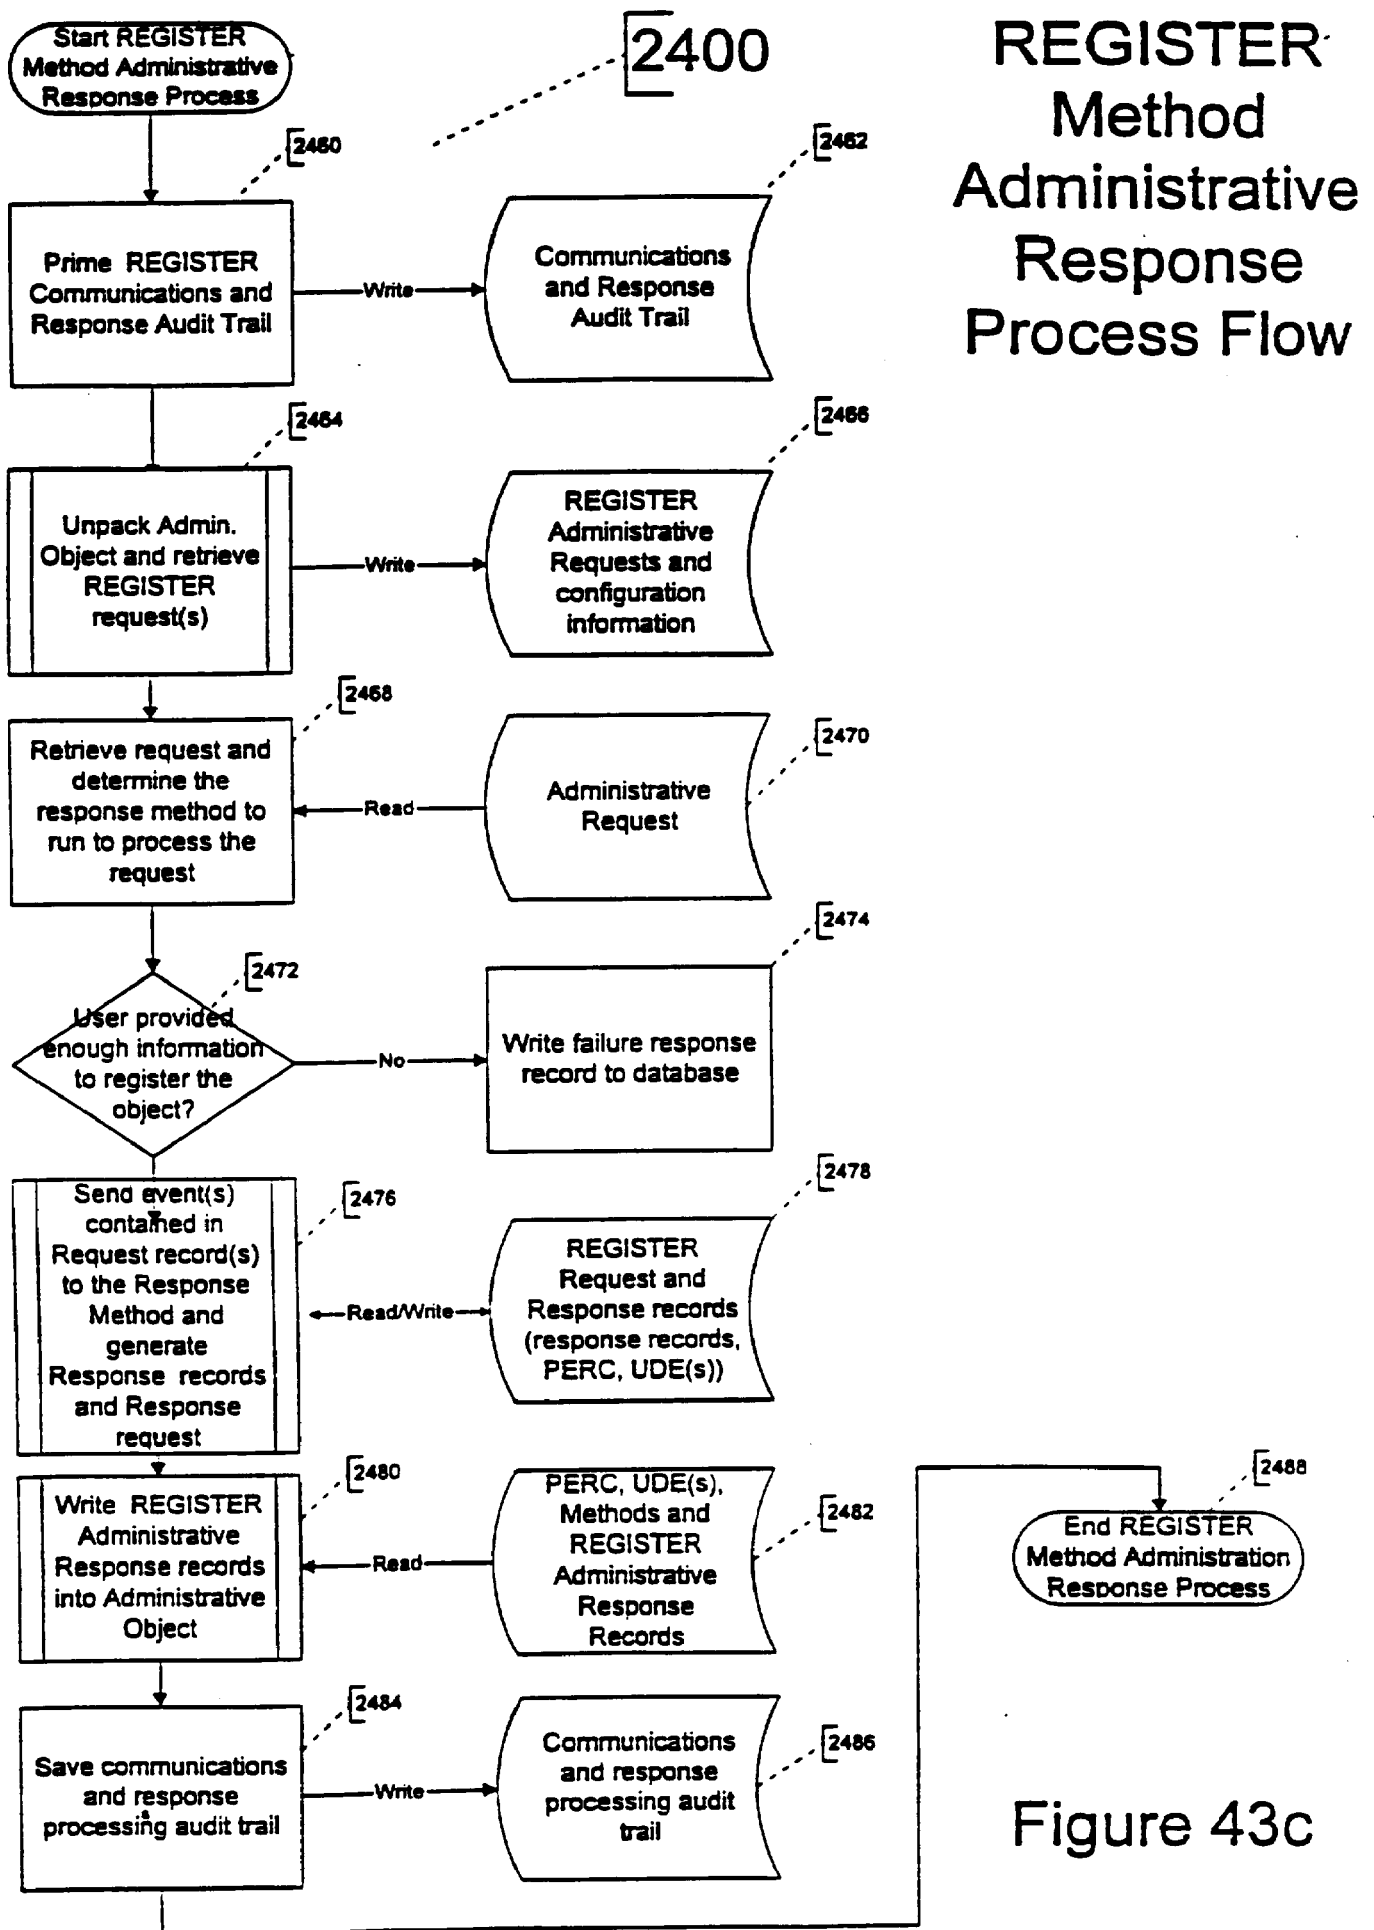 Start REGISTER
Method Administrative
Response Process
2400
REGISTER
Method
Administrative
Response
Process Flow
2460
Prime REGISTER
Communications and
Response Audit Trail
Write
2462
Communications
and Response
Audit Trail
2464
Unpack Admin.
Object and retrieve
REGISTER
request(s)
Write
2466
REGISTER
Administrative
Requests and
configuration
information
2468
Retrieve request and
determine the
response method to
run to process the
request
Read
2470
Administrative
Request
2472
User provided
enough information
to register the
object?
No
2474
Write failure response
record to database
2476
Send event(s)
contained in
Request record(s)
to the Response
Method and
generate
Response records
and Response
request
Read/Write
2478
REGISTER
Request and
Response records
(response records,
PERC, UDE(s))
2480
Write REGISTER
Administrative
Response records
into Administrative
Object
Read
2482
PERC, UDE(s),
Methods and
REGISTER
Administrative
Response
Records
2484
Save communications
and response
processing audit trail
Write
2486
Communications
and response
processing audit
trail
2488
End REGISTER
Method Administration
Response Process
Figure 43c